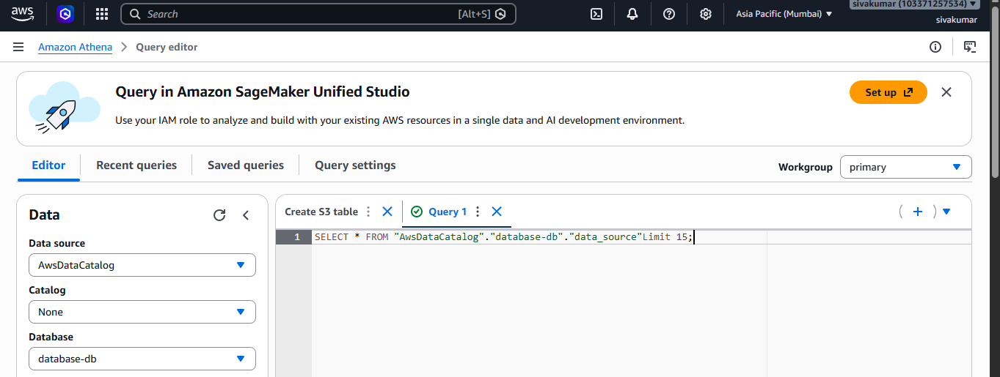 aws
Search [Alt+S]
Asia Pacific (Mumbai)
sivakumar (103371257534)
sivakumar
Amazon Athena > Query editor
Query in Amazon SageMaker Unified Studio
Set up
Use your IAM role to analyze and build with your existing AWS resources in a single data and AI development environment.
Editor
Recent queries
Saved queries
Query settings
Workgroup
primary
Data
Data source
AwsDataCatalog
Catalog
None
Database
database-db
Create S3 table
Query 1
1 SELECT * FROM "AwsDataCatalog"."database-db"."data_source"Limit 15;